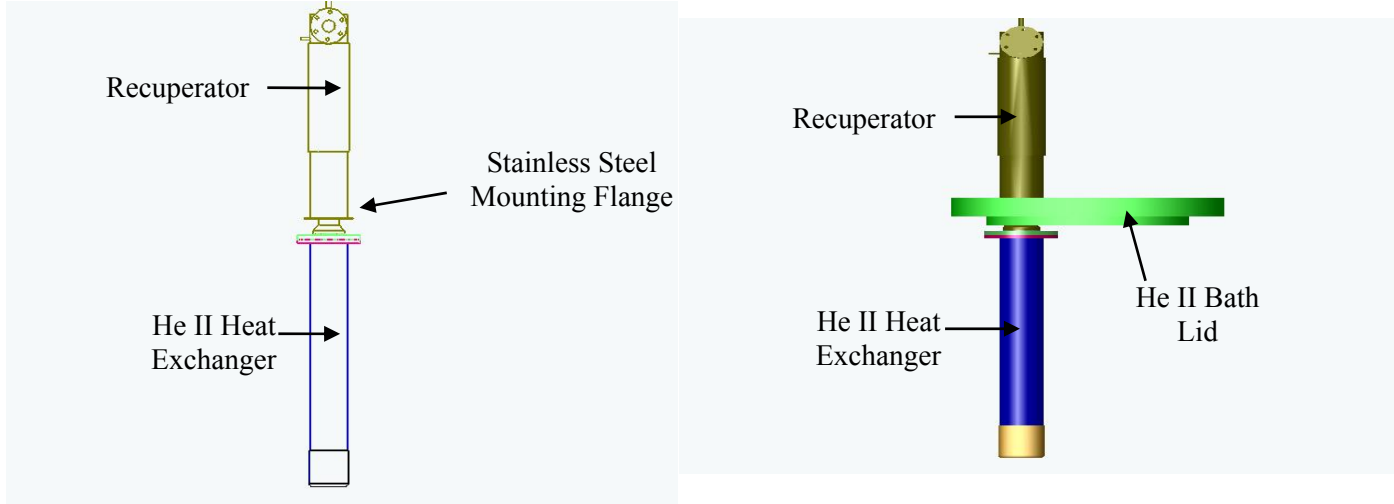 Recuperator
Stainless Steel
Mounting Flange
He II Heat
Exchanger
Recuperator
He II Bath
Lid
He II Heat
Exchanger